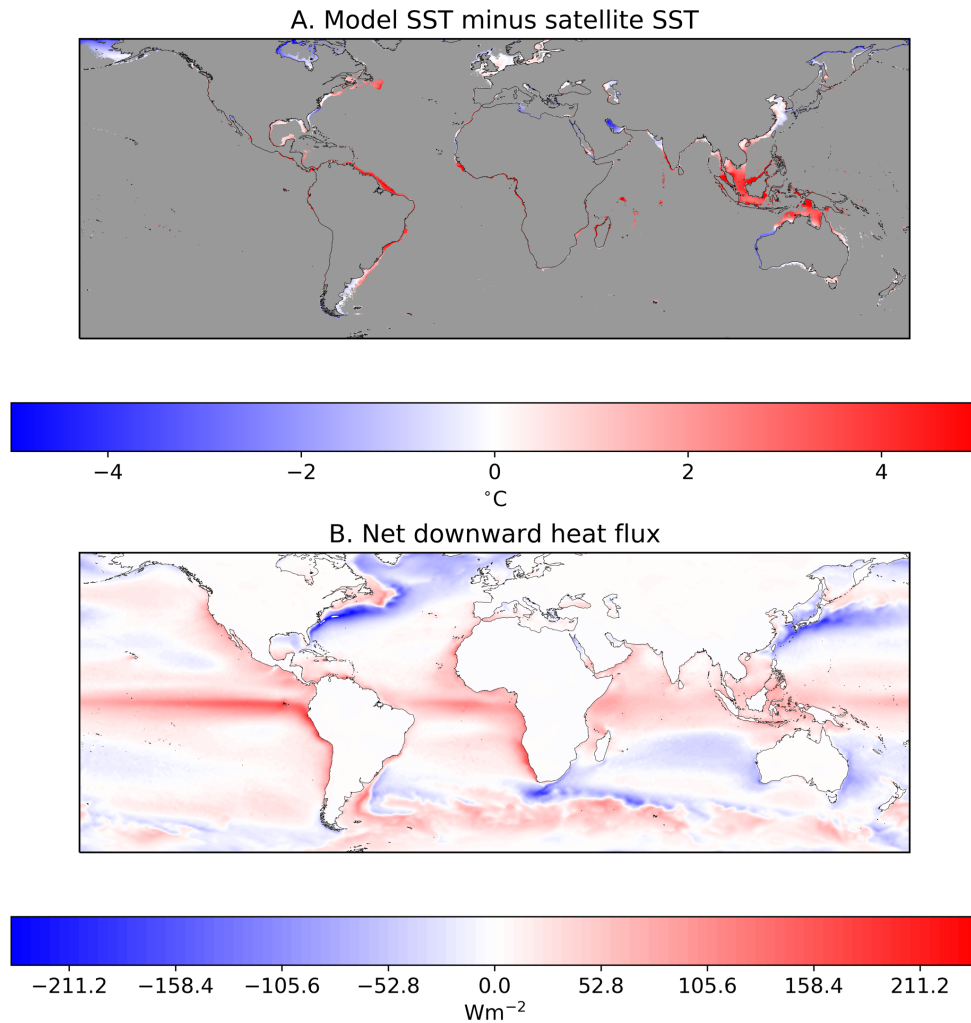 A. Model SST minus satellite SST
−4 −2 0 2 4
°C
B. Net downward heat flux
−211.2 −158.4 −105.6 −52.8 0.0 52.8 105.6 158.4 211.2
Wm⁻²